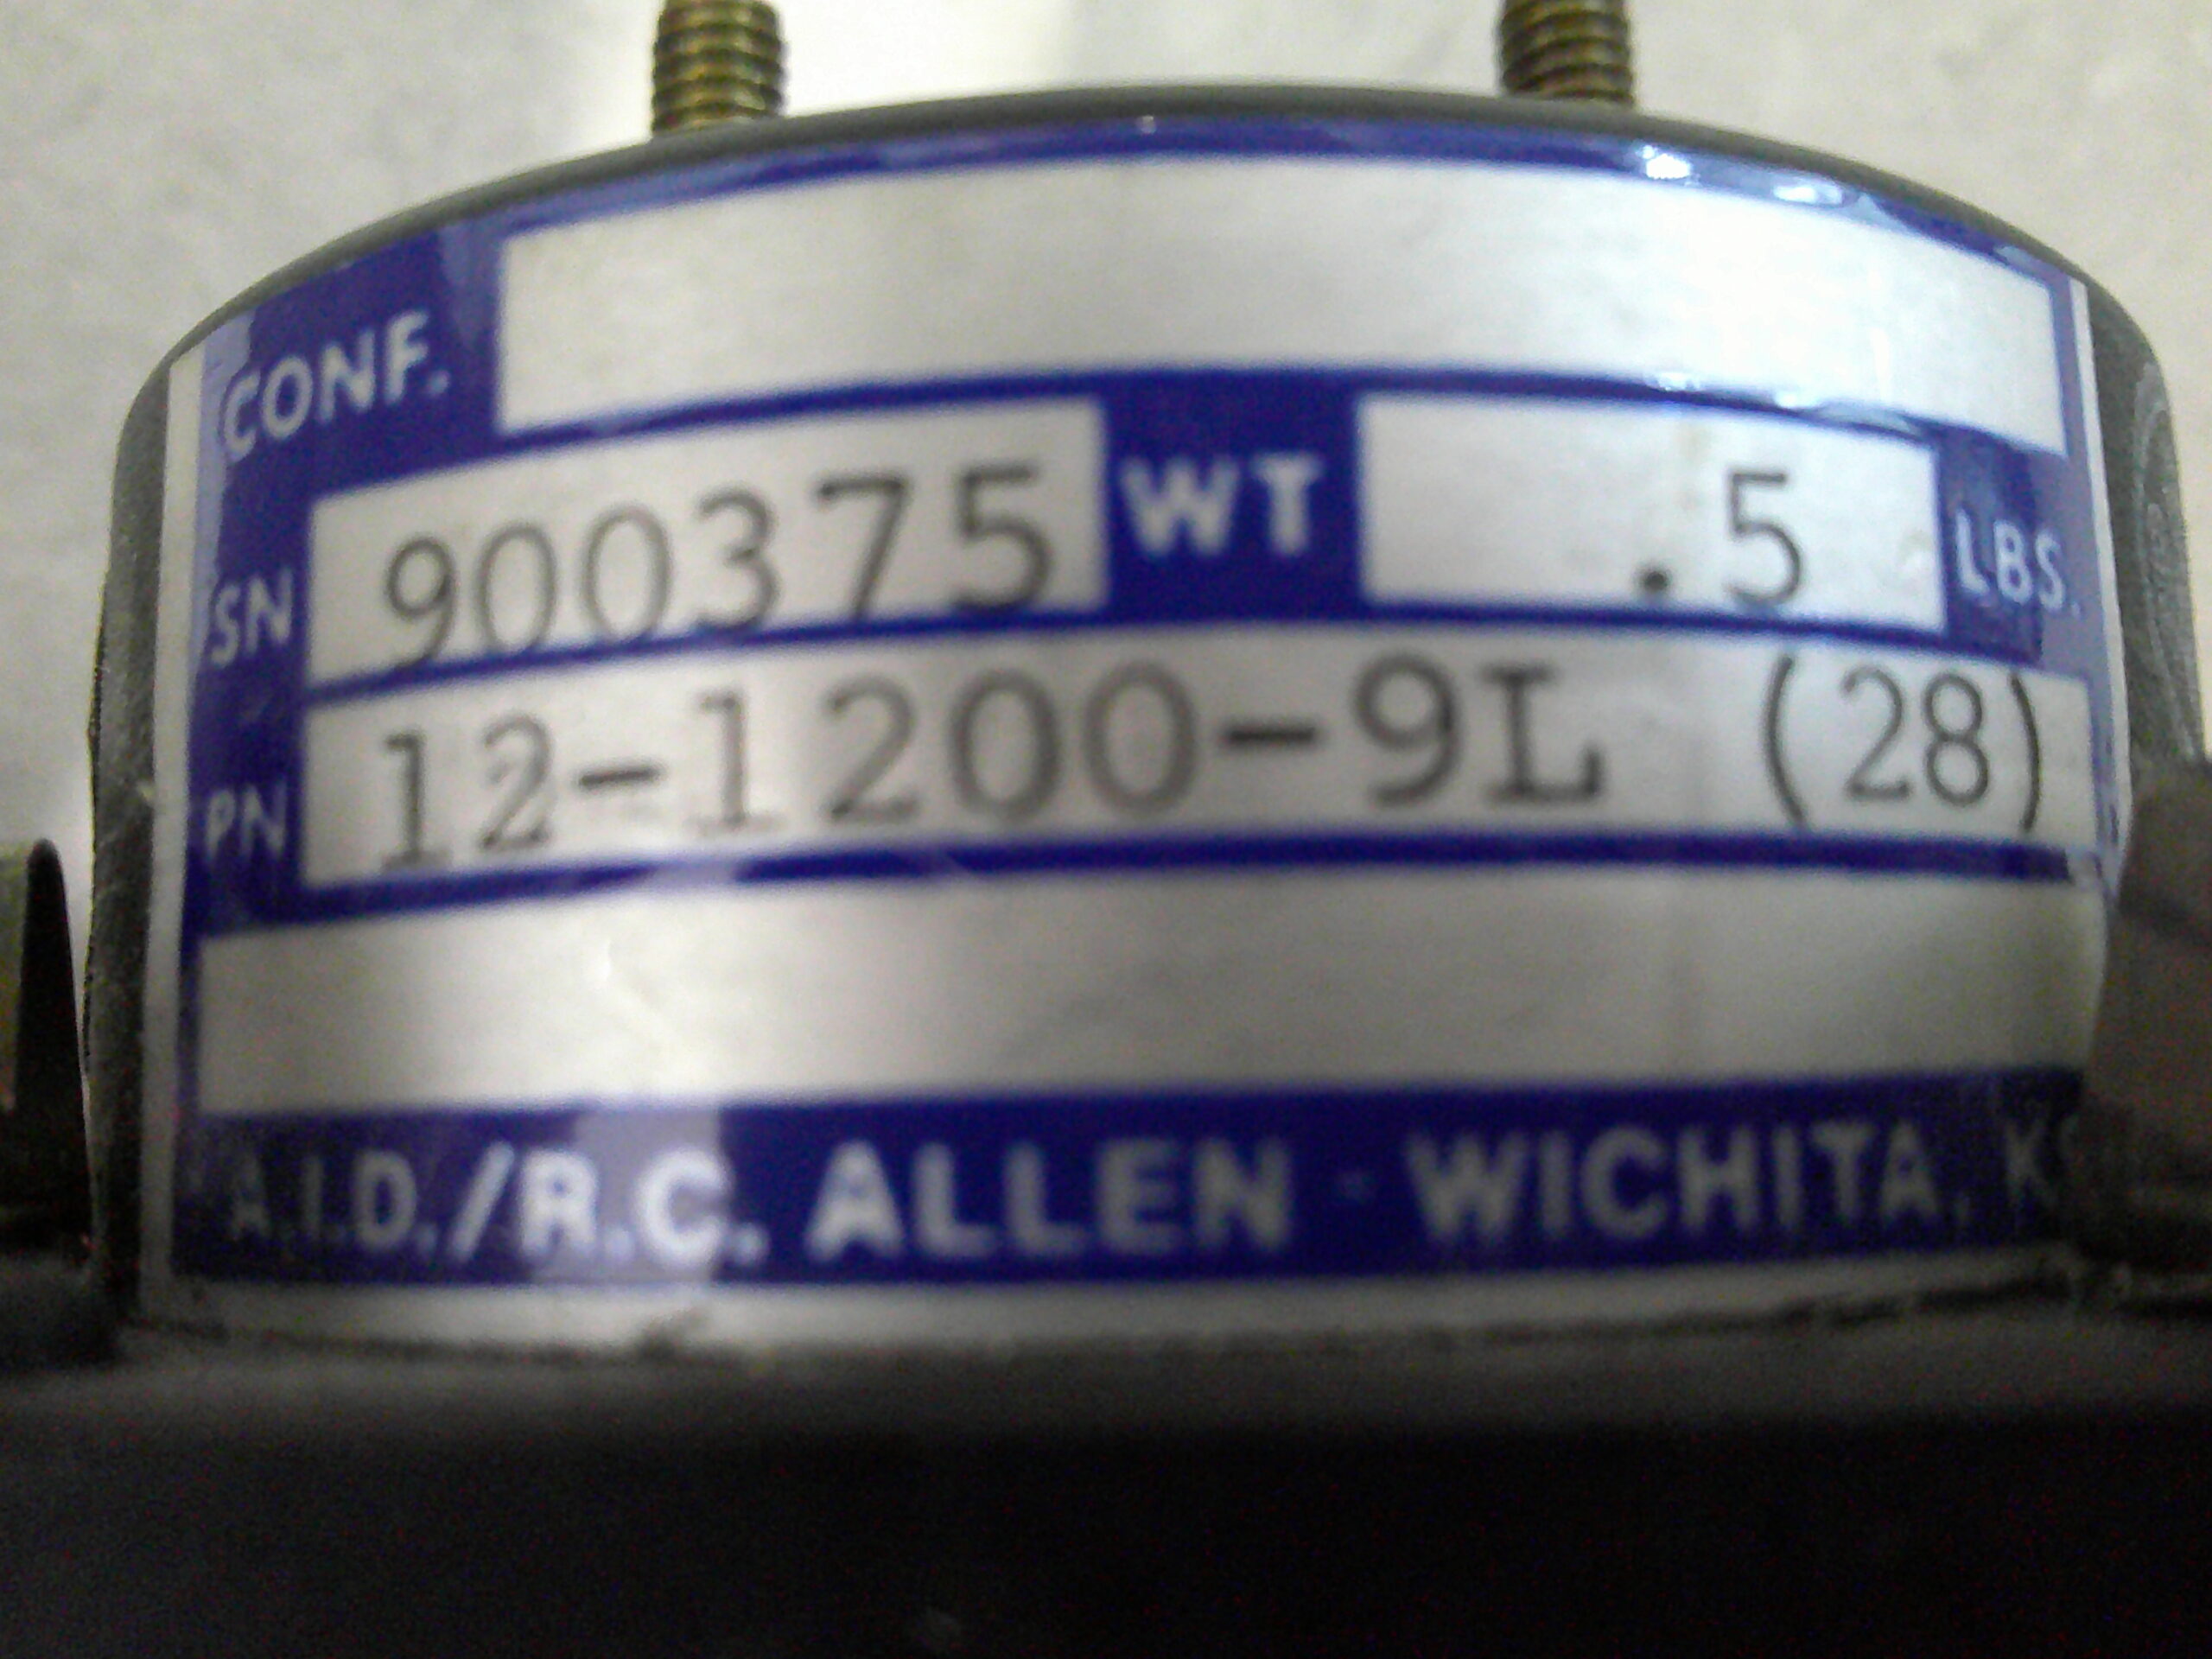 CONF.
SN 900375 WT .5 LBS.
PN 12-1200-9L (28)
A.I.D./R.C. ALLEN - WICHITA,